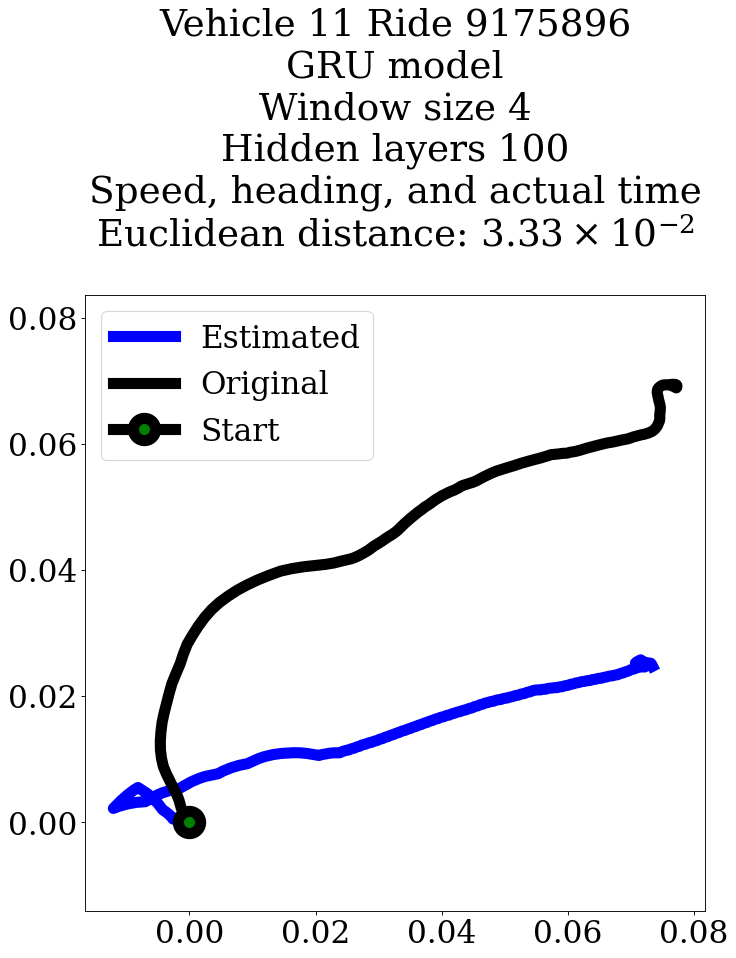 Vehicle 11 Ride 9175896
GRU model
Window size 4
Hidden layers 100
Speed, heading, and actual time
Euclidean distance: 3.33 × 10⁻²
Estimated
Original
Start
0.08
0.06
0.04
0.02
0.00
0.00 0.02 0.04 0.06 0.08